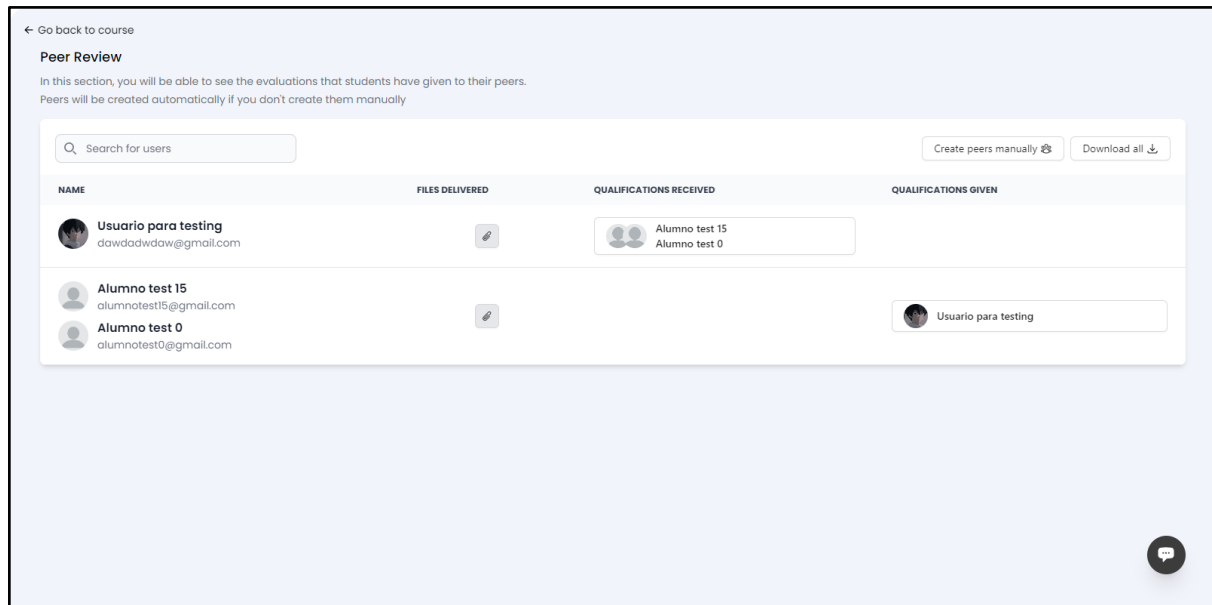 ← Go back to course
Peer Review
In this section, you will be able to see the evaluations that students have given to their peers.
Peers will be created automatically if you don't create them manually
Search for users
Create peers manually
Download all
NAME FILES DELIVERED QUALIFICATIONS RECEIVED QUALIFICATIONS GIVEN
Usuario para testing
dawdadwdaw@gmail.com
Alumno test 15
Alumno test 0
Alumno test 15
alumnotest15@gmail.com
Alumno test 0
alumnotest0@gmail.com
Usuario para testing